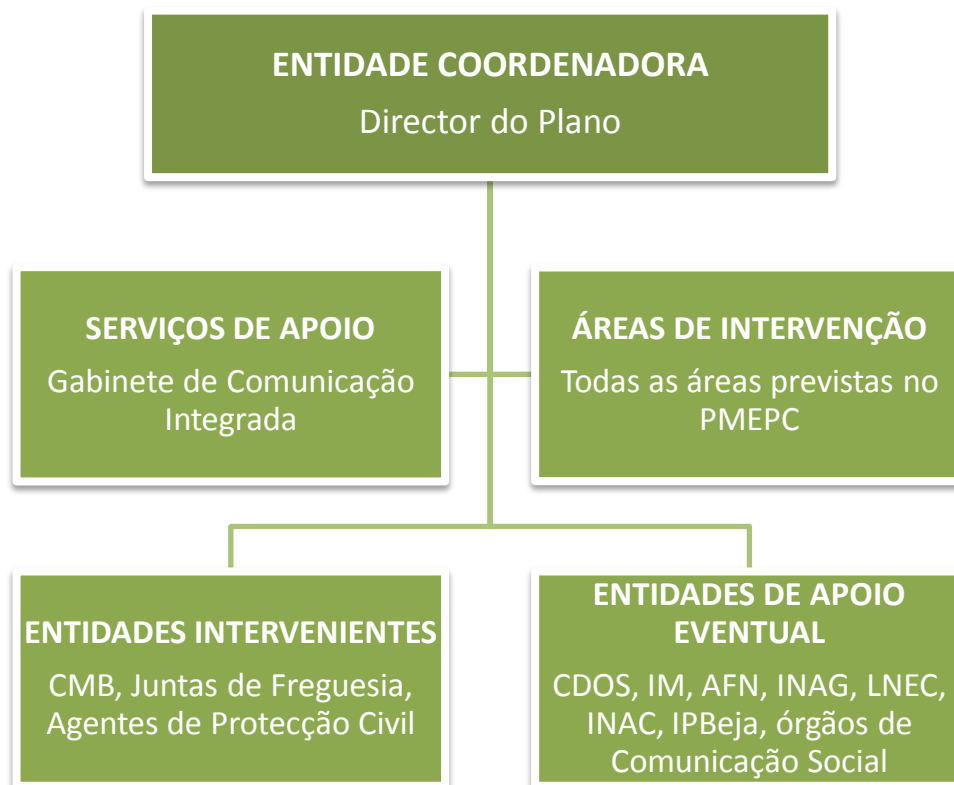 ENTIDADE COORDENADORA
Director do Plano
SERVIÇOS DE APOIO
Gabinete de Comunicação
Integrada
ÁREAS DE INTERVENÇÃO
Todas as áreas previstas no
PMEPC
ENTIDADES INTERVENIENTES
CMB, Juntas de Freguesia,
Agentes de Protecção Civil
ENTIDADES DE APOIO
EVENTUAL
CDOS, IM, AFN, INAG, LNEC,
INAC, IPBeja, órgãos de
Comunicação Social